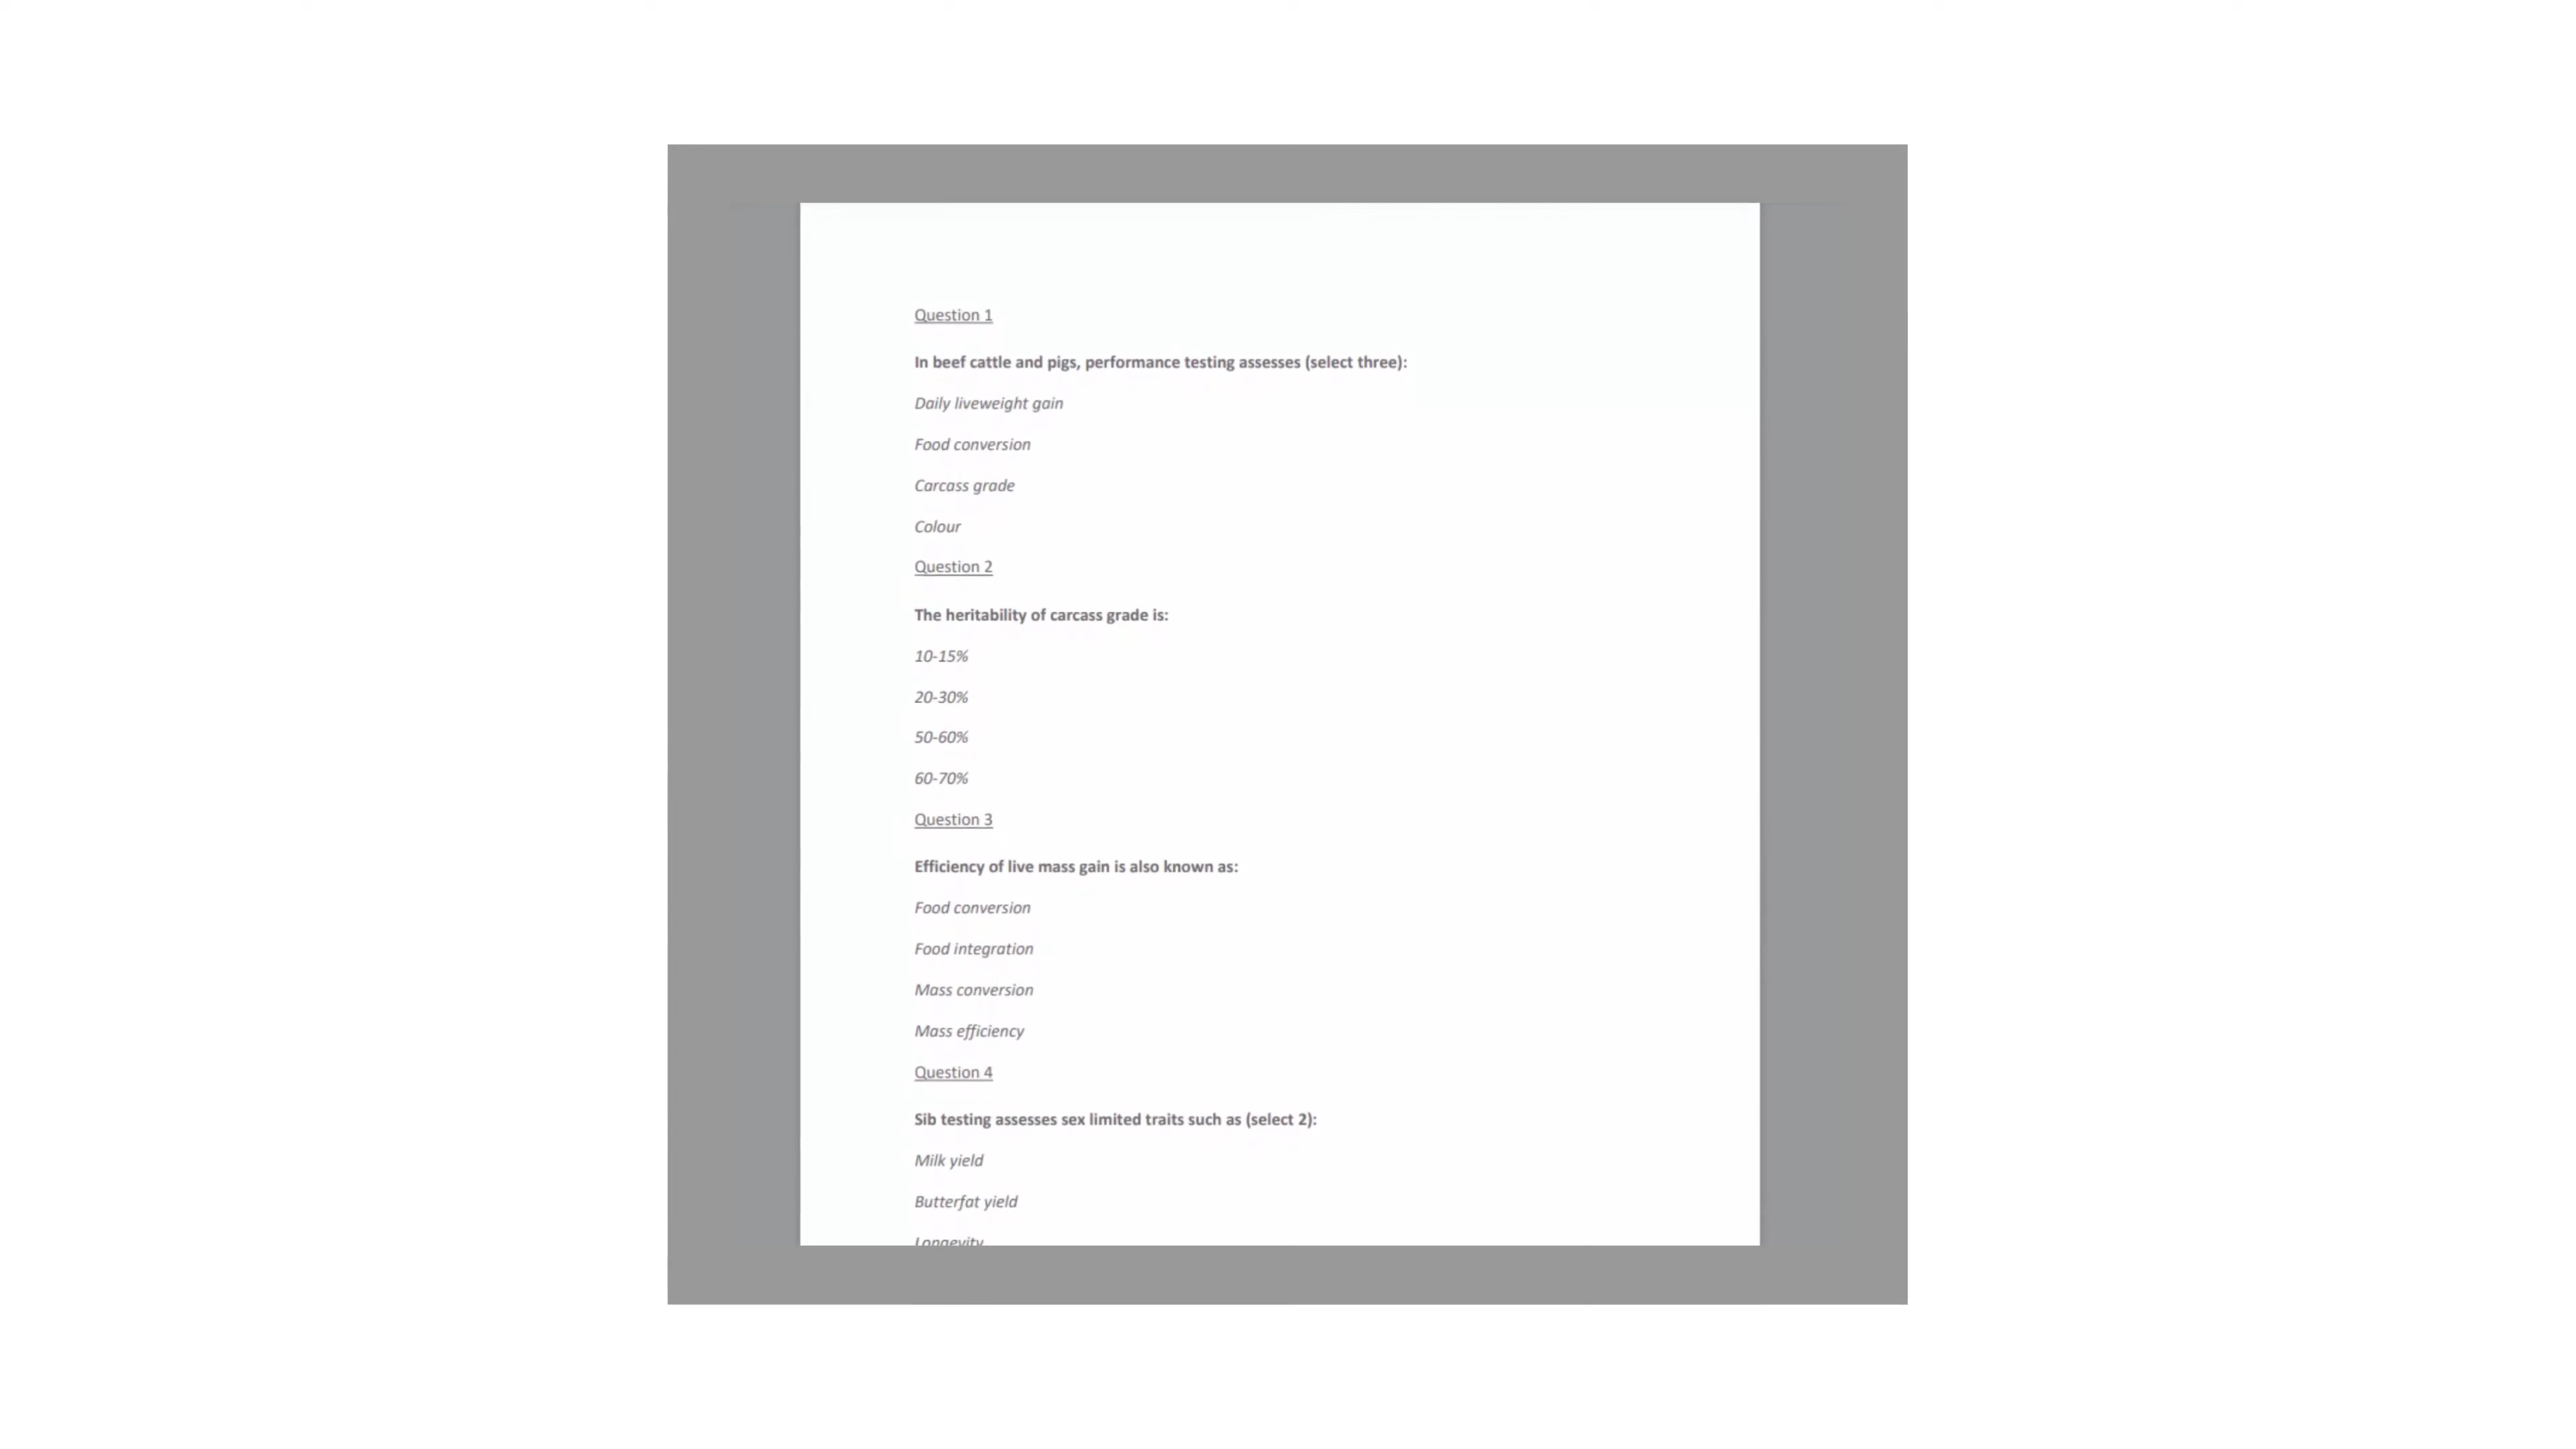 Question 1
In beef cattle and pigs, performance testing assesses (select three):
Daily liveweight gain
Food conversion
Carcass grade
Colour
Question 2
The heritability of carcass grade is:
10-15%
20-30%
50-60%
60-70%
Question 3
Efficiency of live mass gain is also known as:
Food conversion
Food integration
Mass conversion
Mass efficiency
Question 4
Sib testing assesses sex limited traits such as (select 2):
Milk yield
Butterfat yield
Longevity